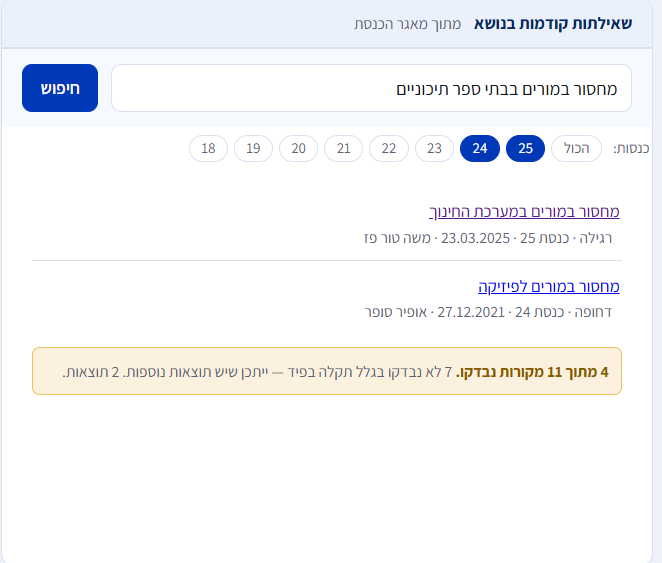 שאילתות קודמות בנושא מתוך מאגר הכנסת
מחסור במורים בבתי ספר תיכוניים חיפוש
כנסות: הכול 25 24 23 22 21 20 19 18
מחסור במורים במערכת החינוך
רגילה · כנסת 25 · 23.03.2025 · משה טור פז
מחסור במורים לפיזיקה
דחופה · כנסת 24 · 27.12.2021 · אופיר סופר
4 מתוך 11 מקורות נבדקו. 7 לא נבדקו בגלל תקלה בפיד — ייתכן שיש תוצאות נוספות. 2 תוצאות.